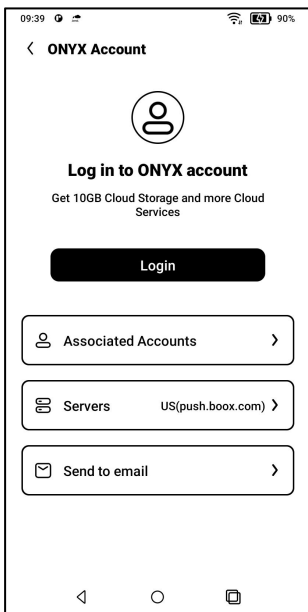 09:39 90%
ONYX Account
Log in to ONYX account
Get 10GB Cloud Storage and more Cloud
Services
Login
Associated Accounts
Servers US(push.boox.com)
Send to email